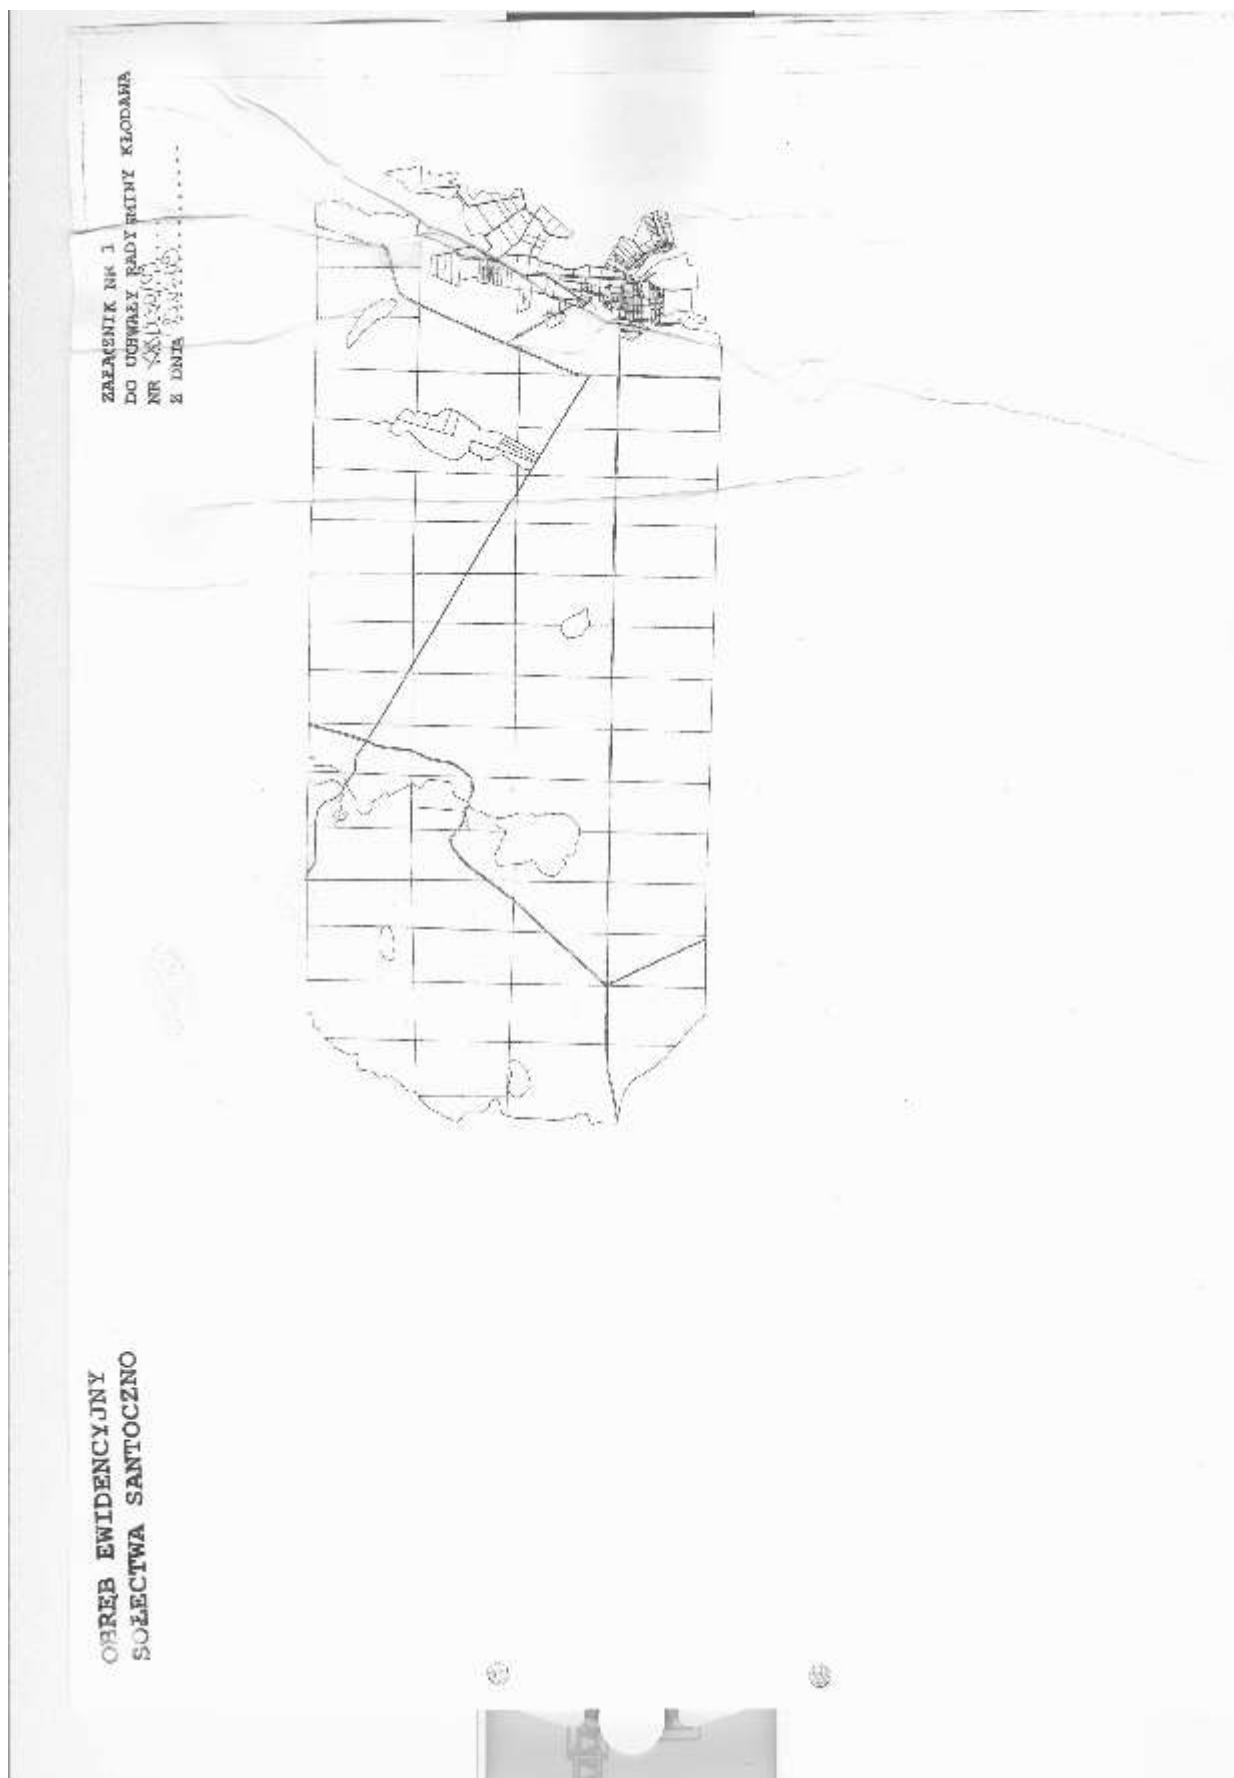 ZAŁĄCZNIK NR 1
DO UCHWAŁY RADY GMINY KŁODAWA
NR
Z DNIA
OBRĘB EWIDENCYJNY
SOŁECTWA SANTOCZNO